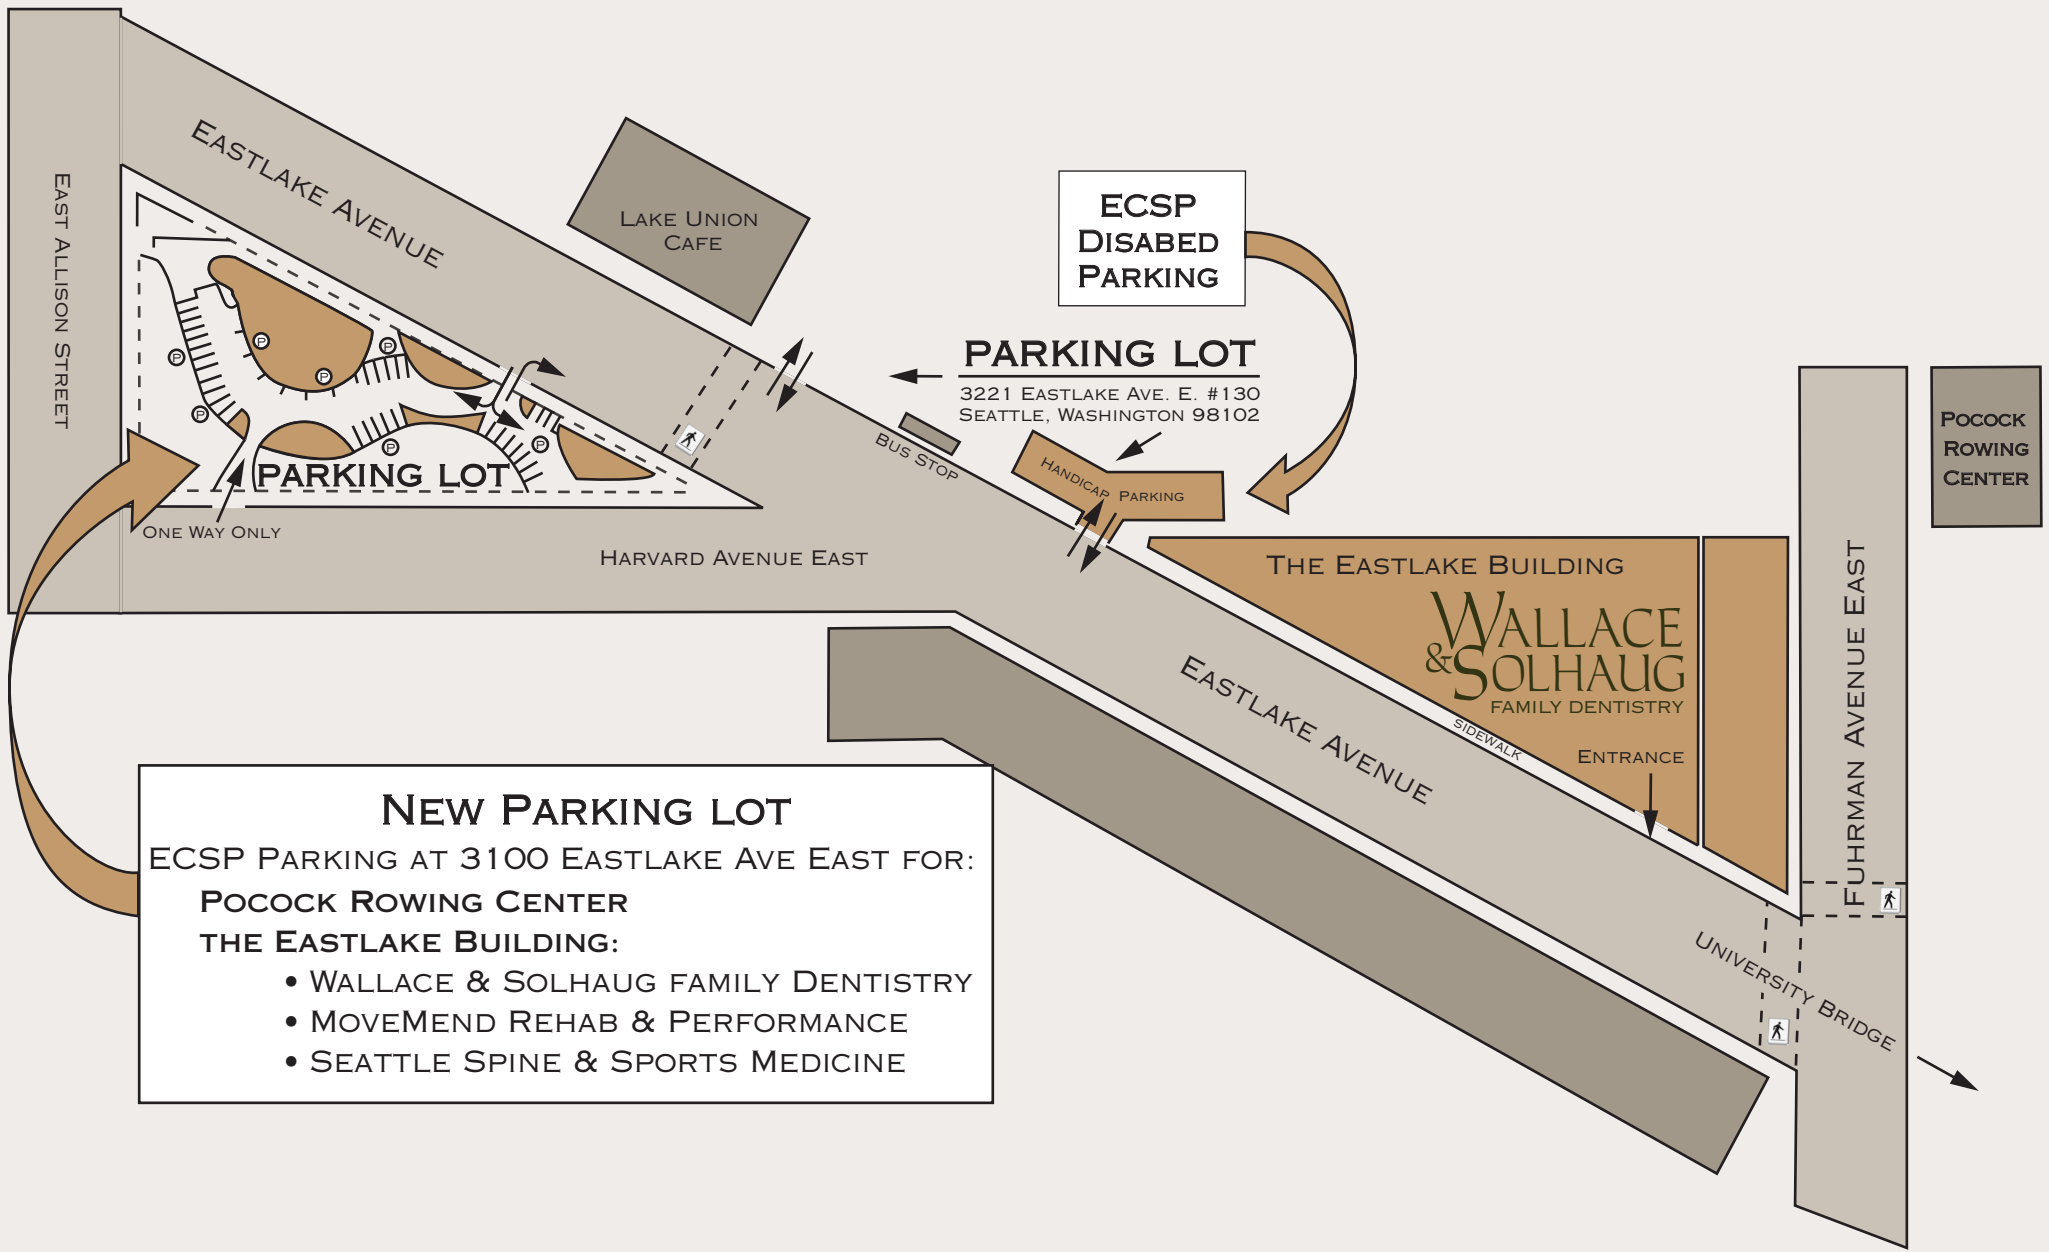 East Allison Street
Eastlake Avenue
Lake Union
Cafe
ECSP
Disabed
Parking
Parking Lot
3221 Eastlake Ave. E. #130
Seattle, Washington 98102
Bus Stop
Handicap Parking
P
P
P
P
P
P
P
Parking Lot
One Way Only
Harvard Avenue East
The Eastlake Building
Wallace
& Solhaug
Family Dentistry
Sidewalk
Entrance
Eastlake Avenue
Fuhrman Avenue East
Pocock
Rowing
Center
University Bridge
New Parking lot
ECSP Parking at 3100 Eastlake Ave East for:
Pocock Rowing Center
the Eastlake Building:
• Wallace & Solhaug family Dentistry
• MoveMend Rehab & Performance
• Seattle Spine & Sports Medicine